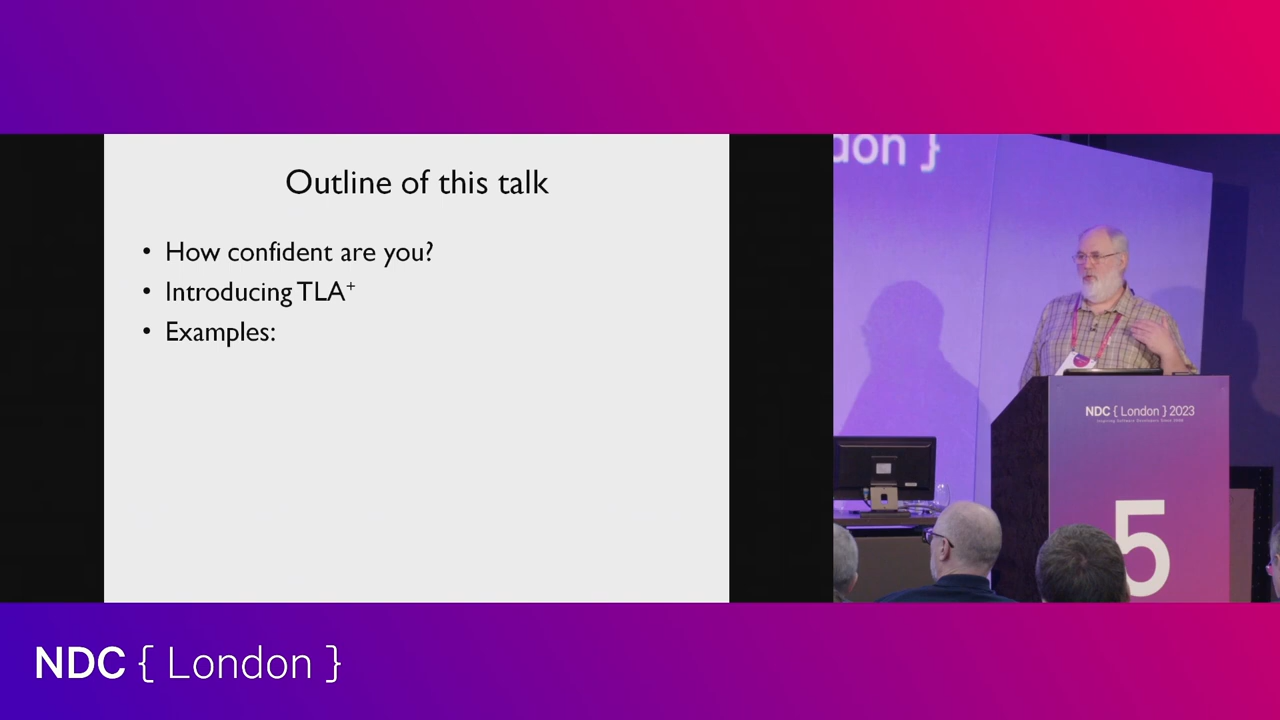 Outline of this talk
• How confident are you?
• Introducing TLA⁺
• Examples:
don }
NDC { London } 2023
5
NDC { London }